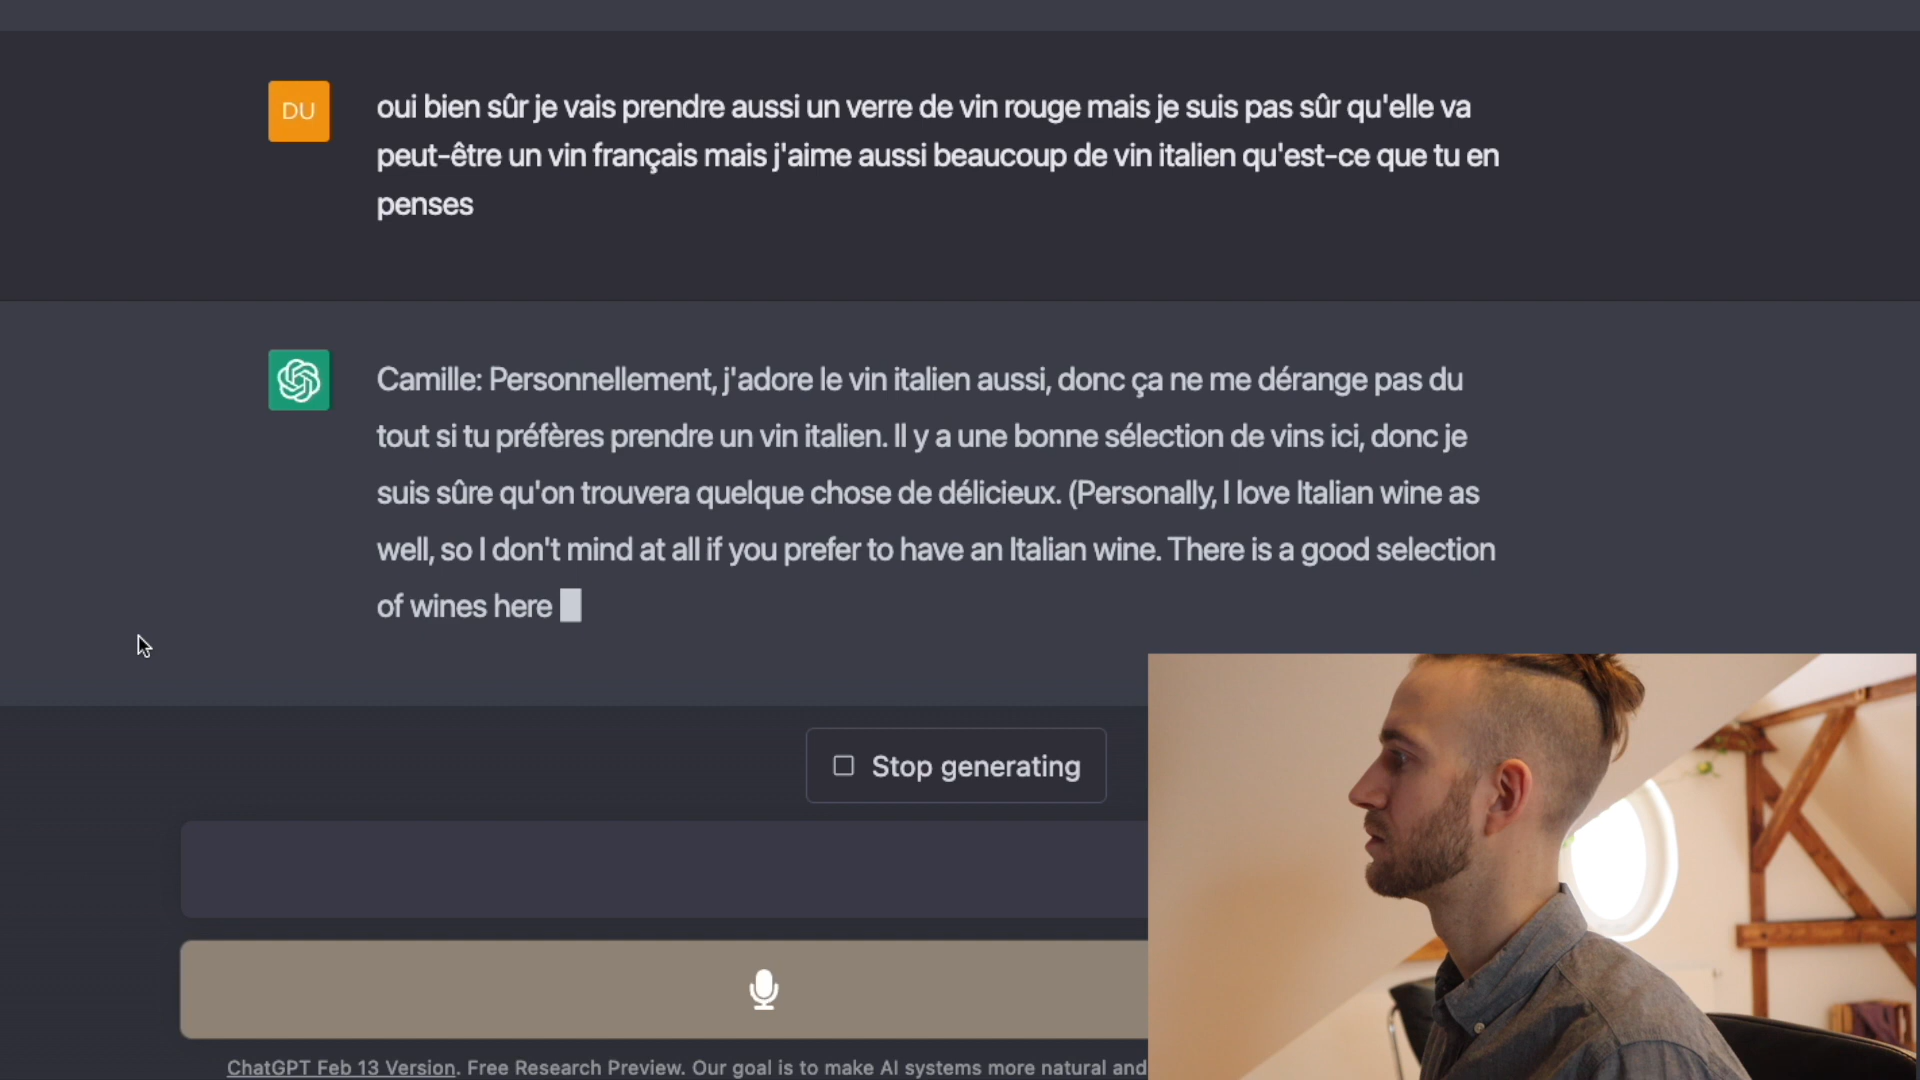 DU
oui bien sûr je vais prendre aussi un verre de vin rouge mais je suis pas sûr qu'elle va
peut-être un vin français mais j'aime aussi beaucoup de vin italien qu'est-ce que tu en
penses
Camille: Personnellement, j'adore le vin italien aussi, donc ça ne me dérange pas du
tout si tu préfères prendre un vin italien. Il y a une bonne sélection de vins ici, donc je
suis sûre qu'on trouvera quelque chose de délicieux. (Personally, I love Italian wine as
well, so I don't mind at all if you prefer to have an Italian wine. There is a good selection
of wines here
Stop generating
ChatGPT Feb 13 Version. Free Research Preview. Our goal is to make AI systems more natural and